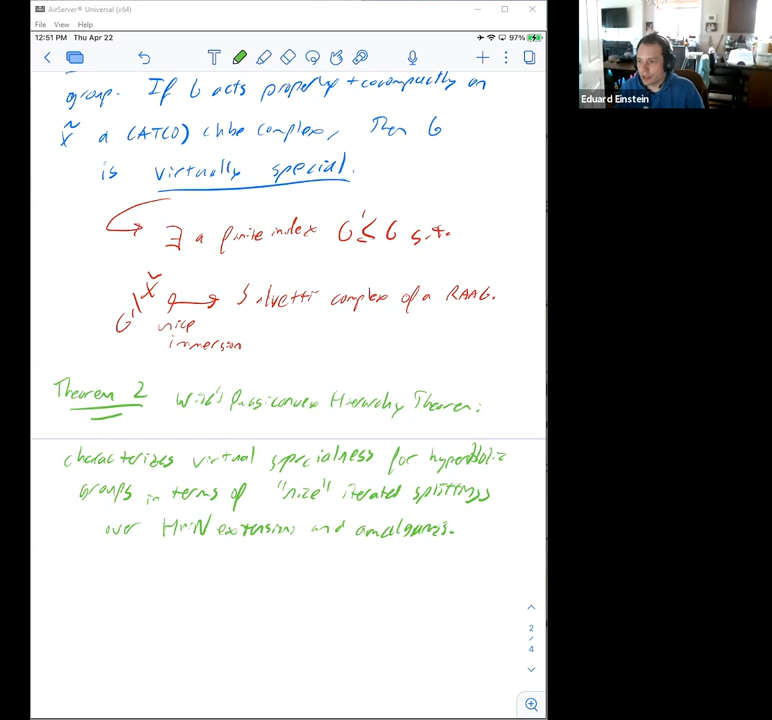 AirServer® Universal (x64)
File Edit View
12:51 PM Thu Apr 22
97%
Eduard Einstein
group. If G acts properly + cocompactly on
X̃ a CAT(0) cube complex, then G
is virtually special.
∃ a finite index G' ≤ G s.t.
G'\X̃ ↪ Salvetti complex of a RAAG.
nice
immersion
Theorem 2 Wise's Quasiconvex Hierarchy Theorem:
characterizes virtual specialness for hyperbolic
groups in terms of "nice" iterated splittings
over HNN extensions and amalgams.
2
/
4